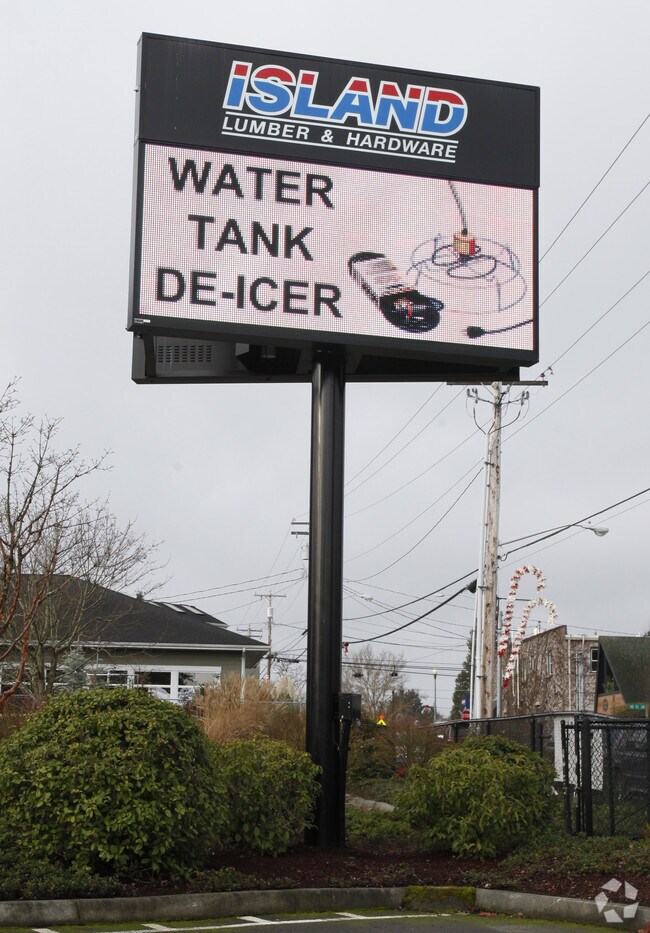 ISLAND
LUMBER & HARDWARE
WATER
TANK
DE-ICER